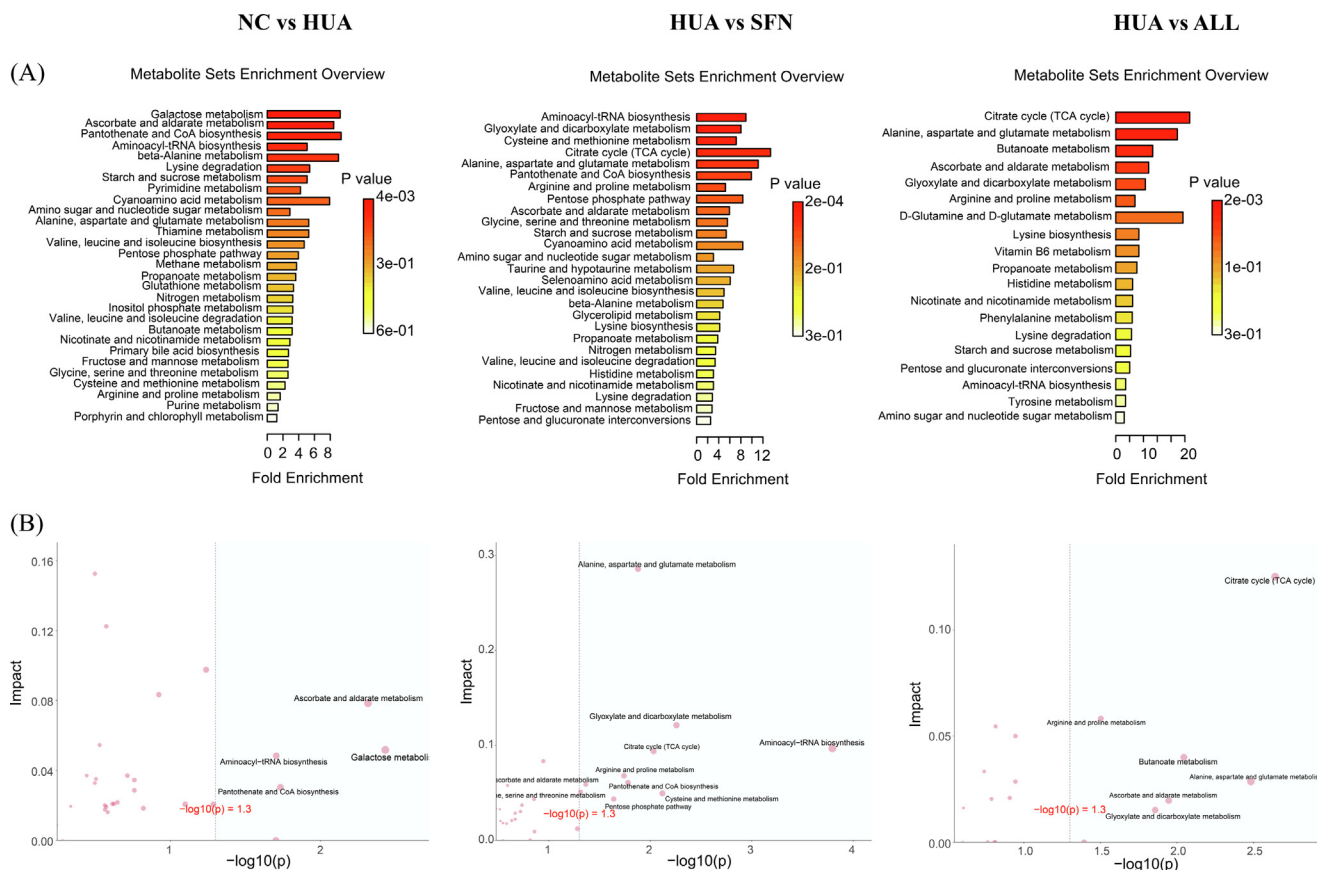 NC vs HUA
HUA vs SFN
HUA vs ALL
(A)
Metabolite Sets Enrichment Overview
Galactose metabolism
Ascorbate and aldarate metabolism
Pantothenate and CoA biosynthesis
Aminoacyl-tRNA biosynthesis
beta-Alanine metabolism
Lysine degradation
Starch and sucrose metabolism
Pyrimidine metabolism
Cyanoamino acid metabolism
Amino sugar and nucleotide sugar metabolism
Alanine, aspartate and glutamate metabolism
Thiamine metabolism
Valine, leucine and isoleucine biosynthesis
Pentose phosphate pathway
Methane metabolism
Propanoate metabolism
Glutathione metabolism
Nitrogen metabolism
Inositol phosphate metabolism
Valine, leucine and isoleucine degradation
Butanoate metabolism
Nicotinate and nicotinamide metabolism
Primary bile acid biosynthesis
Fructose and mannose metabolism
Glycine, serine and threonine metabolism
Cysteine and methionine metabolism
Arginine and proline metabolism
Purine metabolism
Porphyrin and chlorophyll metabolism
0 2 4 6 8
Fold Enrichment
P value
4e-03
3e-01
6e-01
Metabolite Sets Enrichment Overview
Aminoacyl-tRNA biosynthesis
Glyoxylate and dicarboxylate metabolism
Cysteine and methionine metabolism
Citrate cycle (TCA cycle)
Alanine, aspartate and glutamate metabolism
Pantothenate and CoA biosynthesis
Arginine and proline metabolism
Pentose phosphate pathway
Ascorbate and aldarate metabolism
Glycine, serine and threonine metabolism
Starch and sucrose metabolism
Cyanoamino acid metabolism
Amino sugar and nucleotide sugar metabolism
Taurine and hypotaurine metabolism
Selenoamino acid metabolism
Valine, leucine and isoleucine biosynthesis
beta-Alanine metabolism
Glycerolipid metabolism
Lysine biosynthesis
Propanoate metabolism
Nitrogen metabolism
Valine, leucine and isoleucine degradation
Histidine metabolism
Nicotinate and nicotinamide metabolism
Lysine degradation
Fructose and mannose metabolism
Pentose and glucuronate interconversions
0 4 8 12
Fold Enrichment
P value
2e-04
2e-01
3e-01
Metabolite Sets Enrichment Overview
Citrate cycle (TCA cycle)
Alanine, aspartate and glutamate metabolism
Butanoate metabolism
Ascorbate and aldarate metabolism
Glyoxylate and dicarboxylate metabolism
Arginine and proline metabolism
D-Glutamine and D-glutamate metabolism
Lysine biosynthesis
Vitamin B6 metabolism
Propanoate metabolism
Histidine metabolism
Nicotinate and nicotinamide metabolism
Phenylalanine metabolism
Lysine degradation
Starch and sucrose metabolism
Pentose and glucuronate interconversions
Aminoacyl-tRNA biosynthesis
Tyrosine metabolism
Amino sugar and nucleotide sugar metabolism
0 10 20
Fold Enrichment
P value
2e-03
1e-01
3e-01
(B)
0.16
0.12
0.08
0.04
0.00
Impact
Ascorbate and aldarate metabolism
Galactose metabolis
Aminoacyl−tRNA biosynthesis
Pantothenate and CoA biosynthesis
−log10(p) = 1.3
1 2
−log10(p)
0.3
0.2
0.1
0.0
Impact
Alanine, aspartate and glutamate metabolism
Glyoxylate and dicarboxylate metabolism
Aminoacyl−tRNA biosynthesis
Citrate cycle (TCA cycle)
Arginine and proline metabolism
scorbate and aldarate metabolism
Pantothenate and CoA biosynthesis
ne, serine and threonine metabolism
Cysteine and methionine metabolism
Pentose phosphate pathway
−log10(p) = 1.3
1 2 3 4
−log10(p)
0.10
0.05
0.00
Impact
Citrate cycle (TCA cycle)
Arginine and proline metabolism
Butanoate metabolism
Alanine, aspartate and glutamate metabolis
Ascorbate and aldarate metabolism
−log10(p) = 1.3
Glyoxylate and dicarboxylate metabolism
1.0 1.5 2.0 2.5
−log10(p)